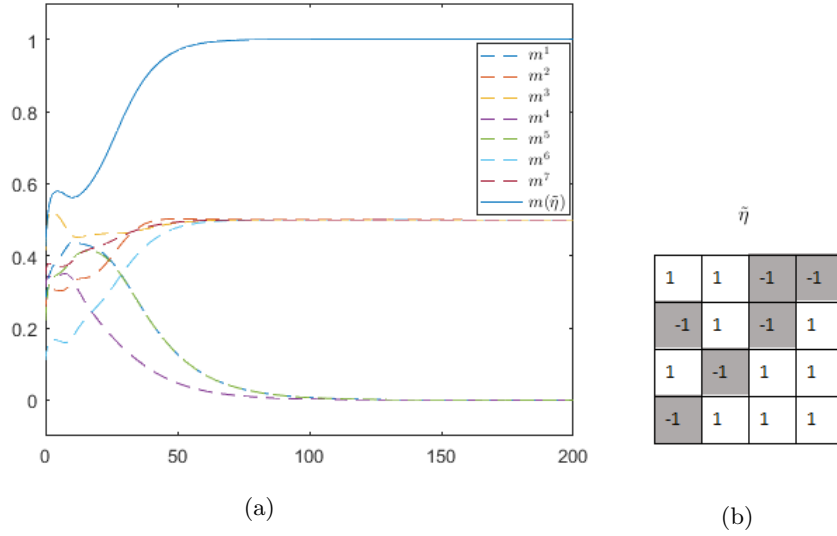 1
0.8
0.6
0.4
0.2
0
0 50 100 150 200
m¹
m²
m³
m⁴
m⁵
m⁶
m⁷
m(η̃)
(a)
η̃
1 1 -1 -1
-1 1 -1 1
1 -1 1 1
-1 1 1 1
(b)